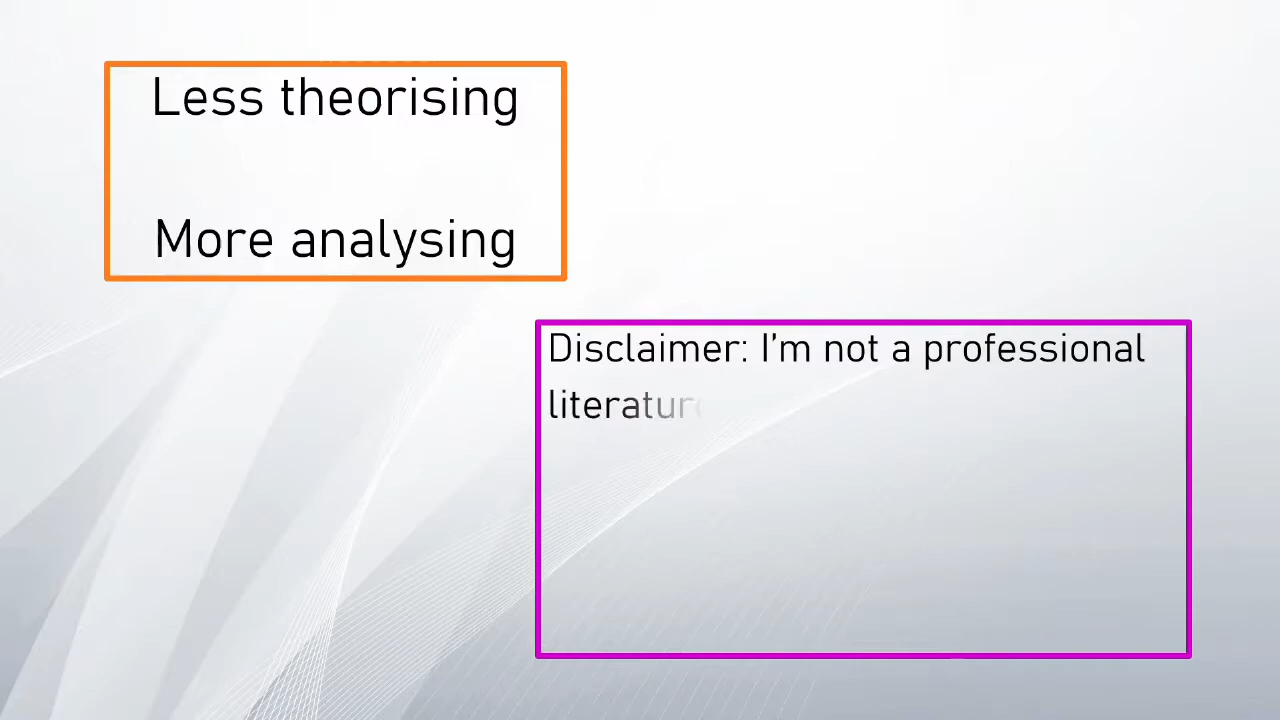 Less theorising
More analysing
Disclaimer: I'm not a professional
literatur